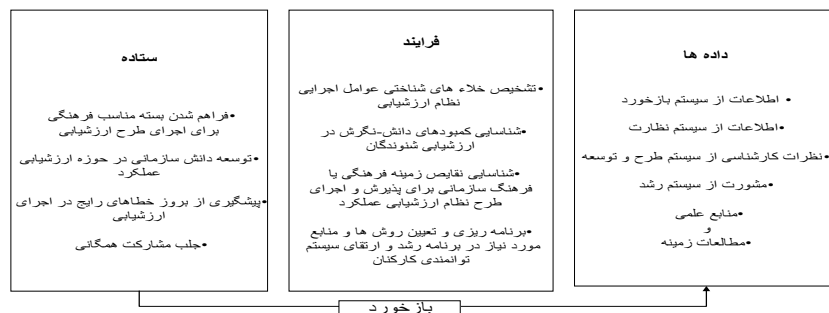 داده ها
• اطلاعات از سیستم بازخورد
•اطلاعات از سیستم نظارت
•نظرات کارشناسی از سیستم طرح و توسعه
•مشورت از سیستم رشد
•منابع علمی
و
•مطالعات زمینه
فرایند
•تشخیص خلاء های شناختی عوامل اجرایی
نظام ارزشیابی
•شناسایی کمبودهای دانش-نگرش در
ارزشیابی شنوندگان
•شناسایی نقایص زمینه فرهنگی یا
فرهنگ سازمانی برای پذیرش و اجرای
طرح نظام ارزشیابی عملکرد
•برنامه ریزی و تعیین روش ها و منابع
مورد نیاز در برنامه رشد و ارتقای سیستم
توانمندی کارکنان
ستاده
•فراهم شدن بسته مناسب فرهنگی
برای اجرای طرح ارزشیابی
•توسعه دانش سازمانی در حوزه ارزشیابی
عملکرد
•پیشگیری از بروز خطاهای رایج در اجرای
ارزشیابی
•جلب مشارکت همگانی
بازخورد